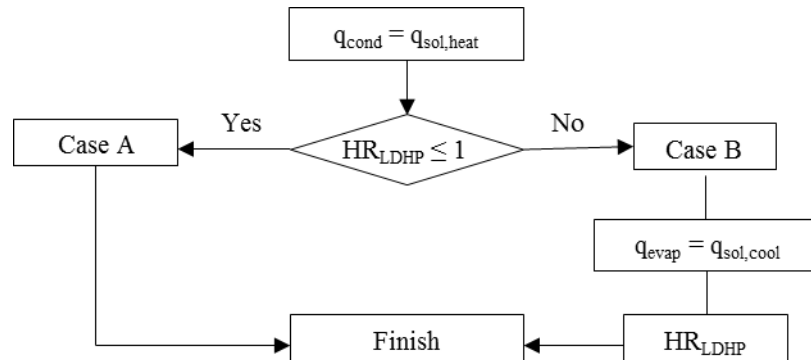 q_cond = q_sol,heat
Yes
No
Case A
HR_LDHP ≤ 1
Case B
q_evap = q_sol,cool
Finish
HR_LDHP